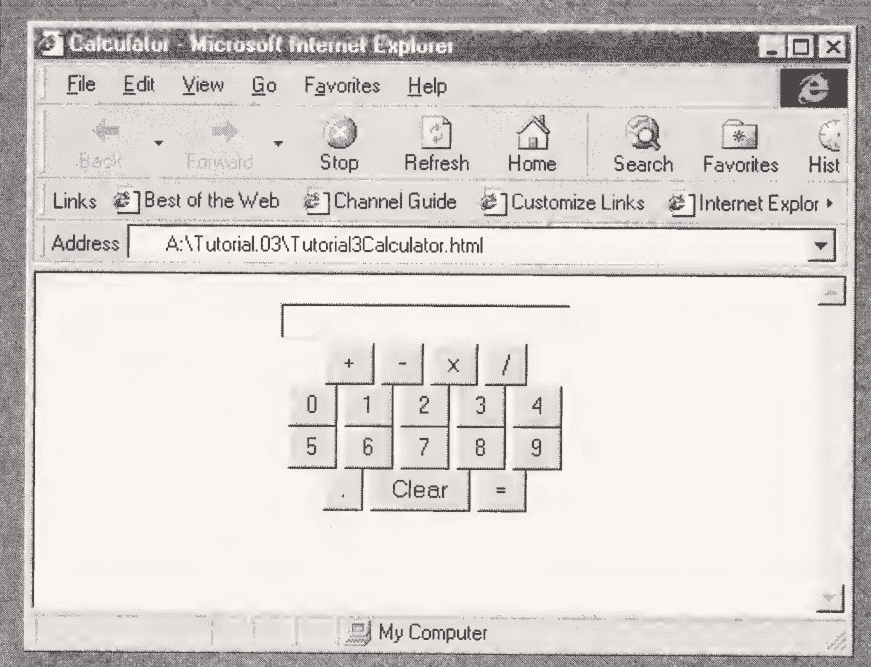 Calculator - Microsoft Internet Explorer
File Edit View Go Favorites Help
Back Forward Stop Refresh Home Search Favorites Hist
Links Best of the Web Channel Guide Customize Links Internet Explor
Address A:\Tutorial.03\Tutorial3Calculator.html
+ - x /
0 1 2 3 4
5 6 7 8 9
. Clear =
My Computer